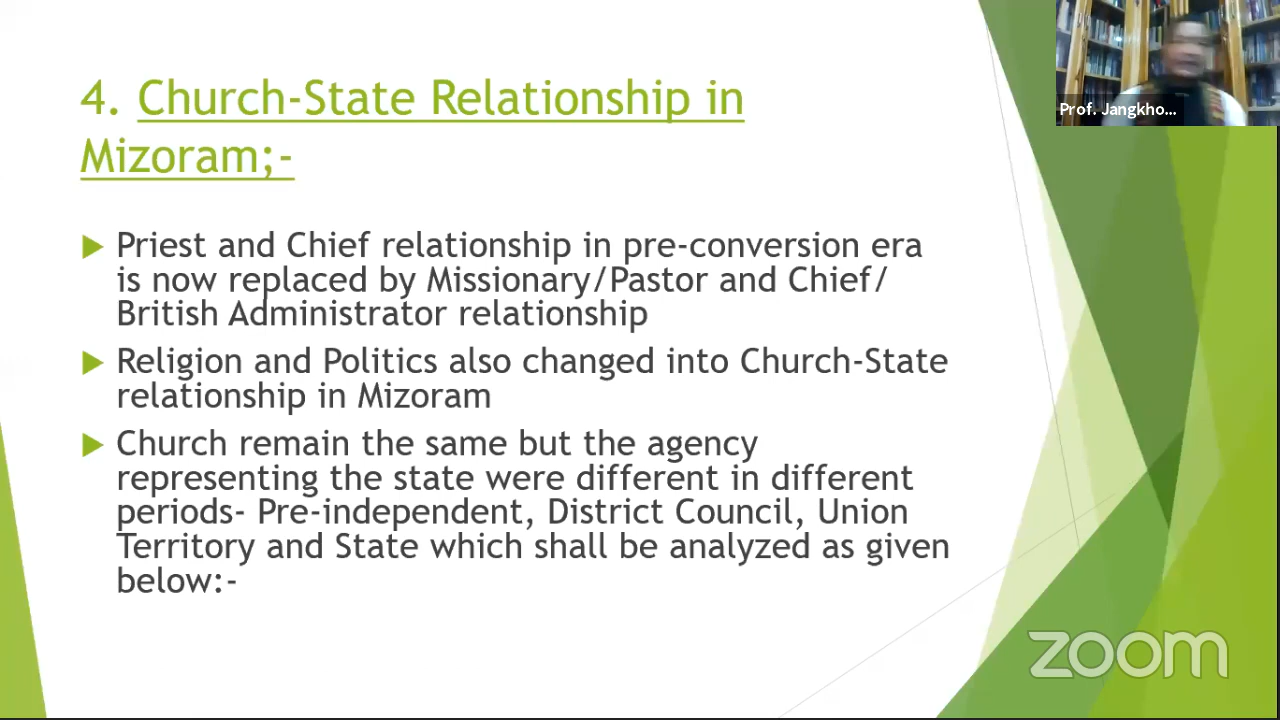 4. Church-State Relationship in
Mizoram;-
Priest and Chief relationship in pre-conversion era
is now replaced by Missionary/Pastor and Chief/
British Administrator relationship
Religion and Politics also changed into Church-State
relationship in Mizoram
Church remain the same but the agency
representing the state were different in different
periods- Pre-independent, District Council, Union
Territory and State which shall be analyzed as given
below:-
Prof. Jangkho...
zoom